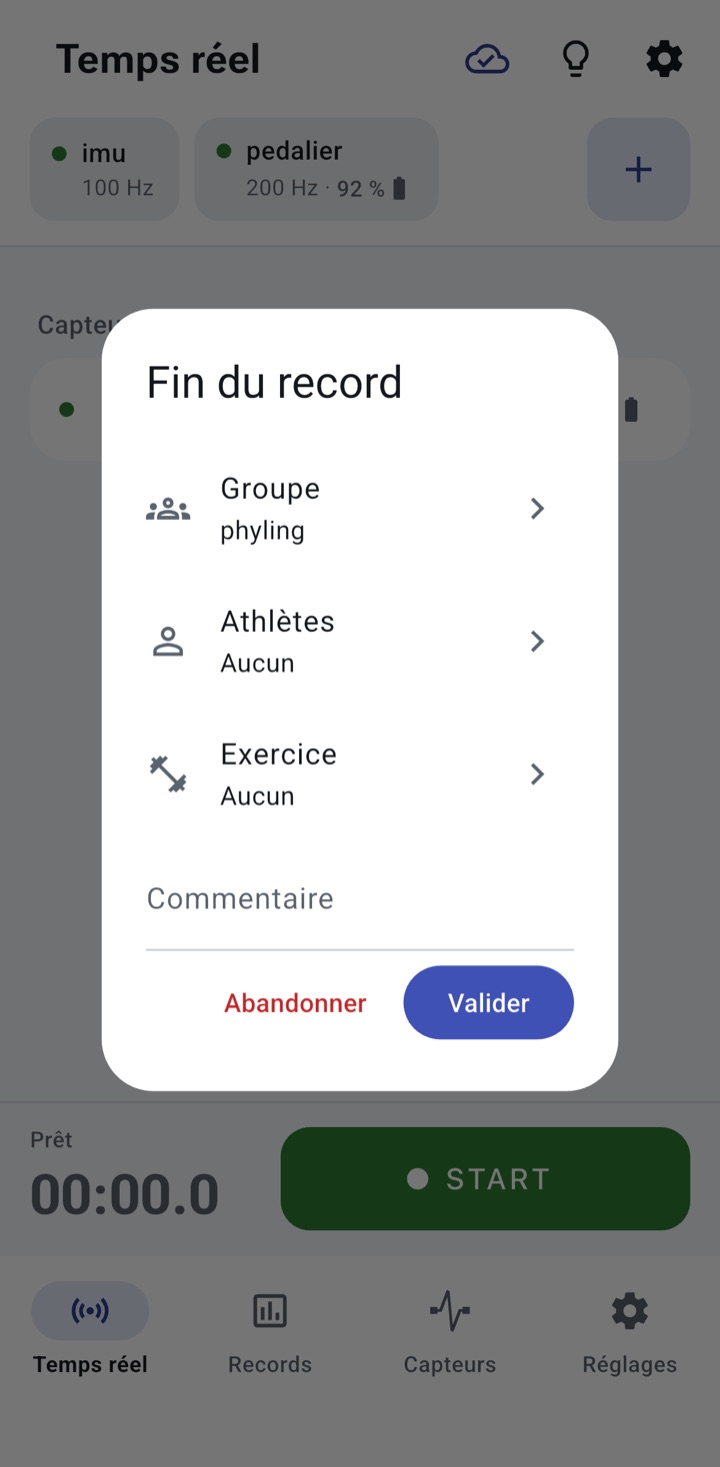 Temps réel
imu
100 Hz
pedalier
200 Hz · 92 %
Fin du record
Groupe
phyling
Athlètes
Aucun
Exercice
Aucun
Commentaire
Abandonner
Valider
Prêt
00:00.0
START
Temps réel
Records
Capteurs
Réglages